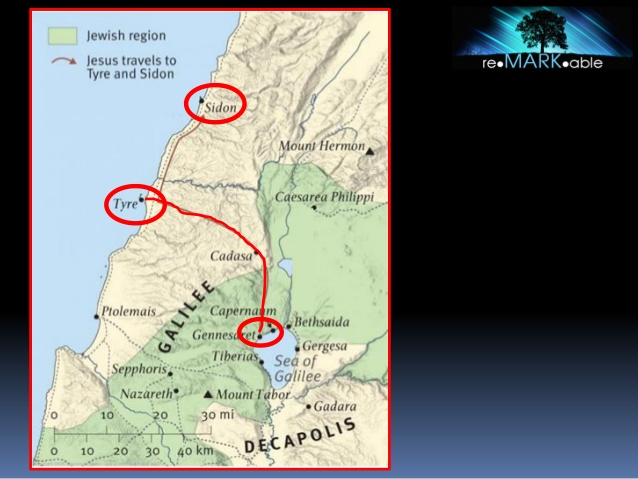 Jewish region
Jesus travels to
Tyre and Sidon
re•MARK•able
Sidon
Mount Hermon
Caesarea Philippi
Tyre
Cadasa
GALILEE
Ptolemais
Capernaum
Bethsaida
Gennesaret
Gergesa
Tiberias
Sea of
Galilee
Sepphoris
Nazareth
Mount Tabor
Gadara
0 10 20 30 mi
DECAPOLIS
0 10 20 30 40 km